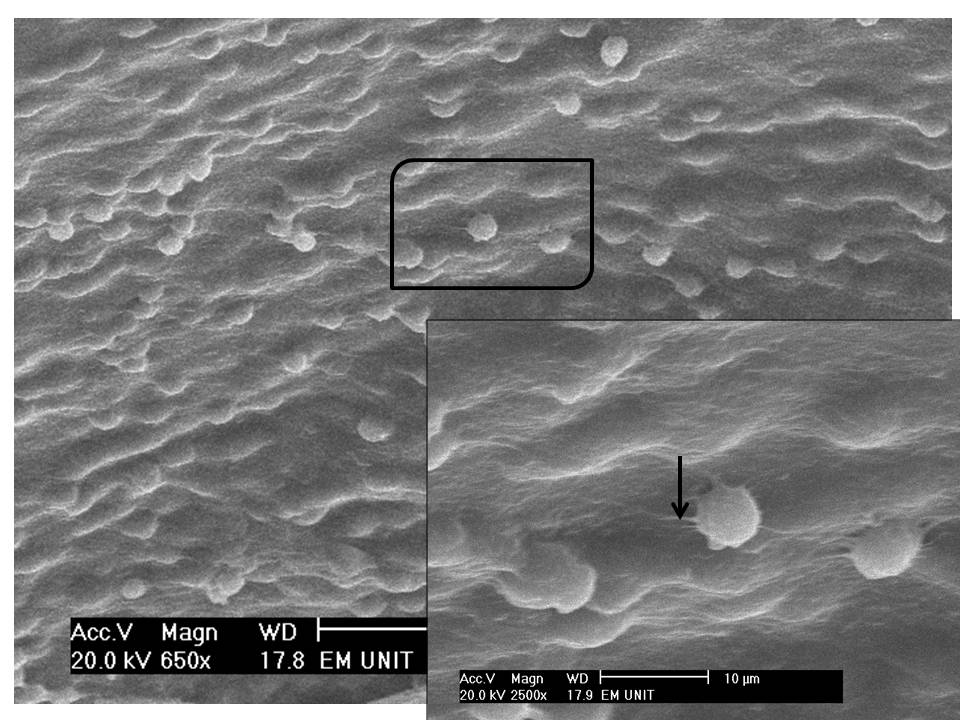 Acc.V Magn WD
20.0 kV 650x 17.8 EM UNIT
Acc.V Magn WD 10 µm
20.0 kV 2500x 17.9 EM UNIT